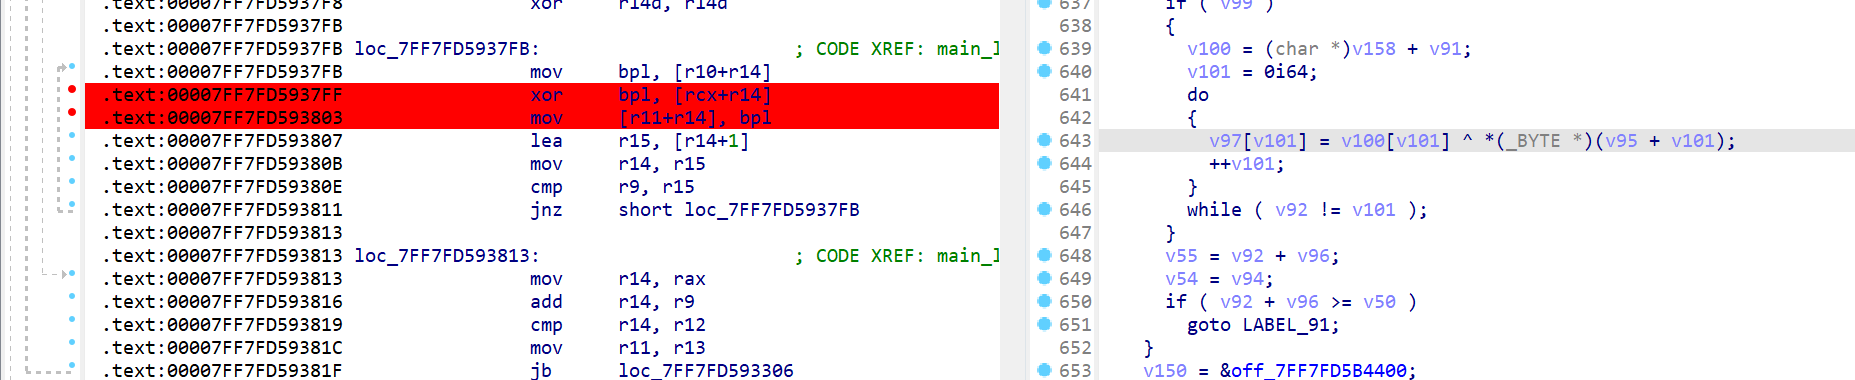 .text:00007FF7FD5937F8 xor r14d, r14d
.text:00007FF7FD5937FB
.text:00007FF7FD5937FB loc_7FF7FD5937FB: ; CODE XREF: main_l
.text:00007FF7FD5937FB mov bpl, [r10+r14]
.text:00007FF7FD5937FF xor bpl, [rcx+r14]
.text:00007FF7FD593803 mov [r11+r14], bpl
.text:00007FF7FD593807 lea r15, [r14+1]
.text:00007FF7FD59380B mov r14, r15
.text:00007FF7FD59380E cmp r9, r15
.text:00007FF7FD593811 jnz short loc_7FF7FD5937FB
.text:00007FF7FD593813
.text:00007FF7FD593813 loc_7FF7FD593813: ; CODE XREF: main_l
.text:00007FF7FD593813 mov r14, rax
.text:00007FF7FD593816 add r14, r9
.text:00007FF7FD593819 cmp r14, r12
.text:00007FF7FD59381C mov r11, r13
.text:00007FF7FD59381F jb loc_7FF7FD593306
637 if ( v99 )
638 {
639 v100 = (char *)v158 + v91;
640 v101 = 0i64;
641 do
642 {
643 v97[v101] = v100[v101] ^ *(_BYTE *)(v95 + v101);
644 ++v101;
645 }
646 while ( v92 != v101 );
647 }
648 v55 = v92 + v96;
649 v54 = v94;
650 if ( v92 + v96 >= v50 )
651 goto LABEL_91;
652 }
653 v150 = &off_7FF7FD5B4400;